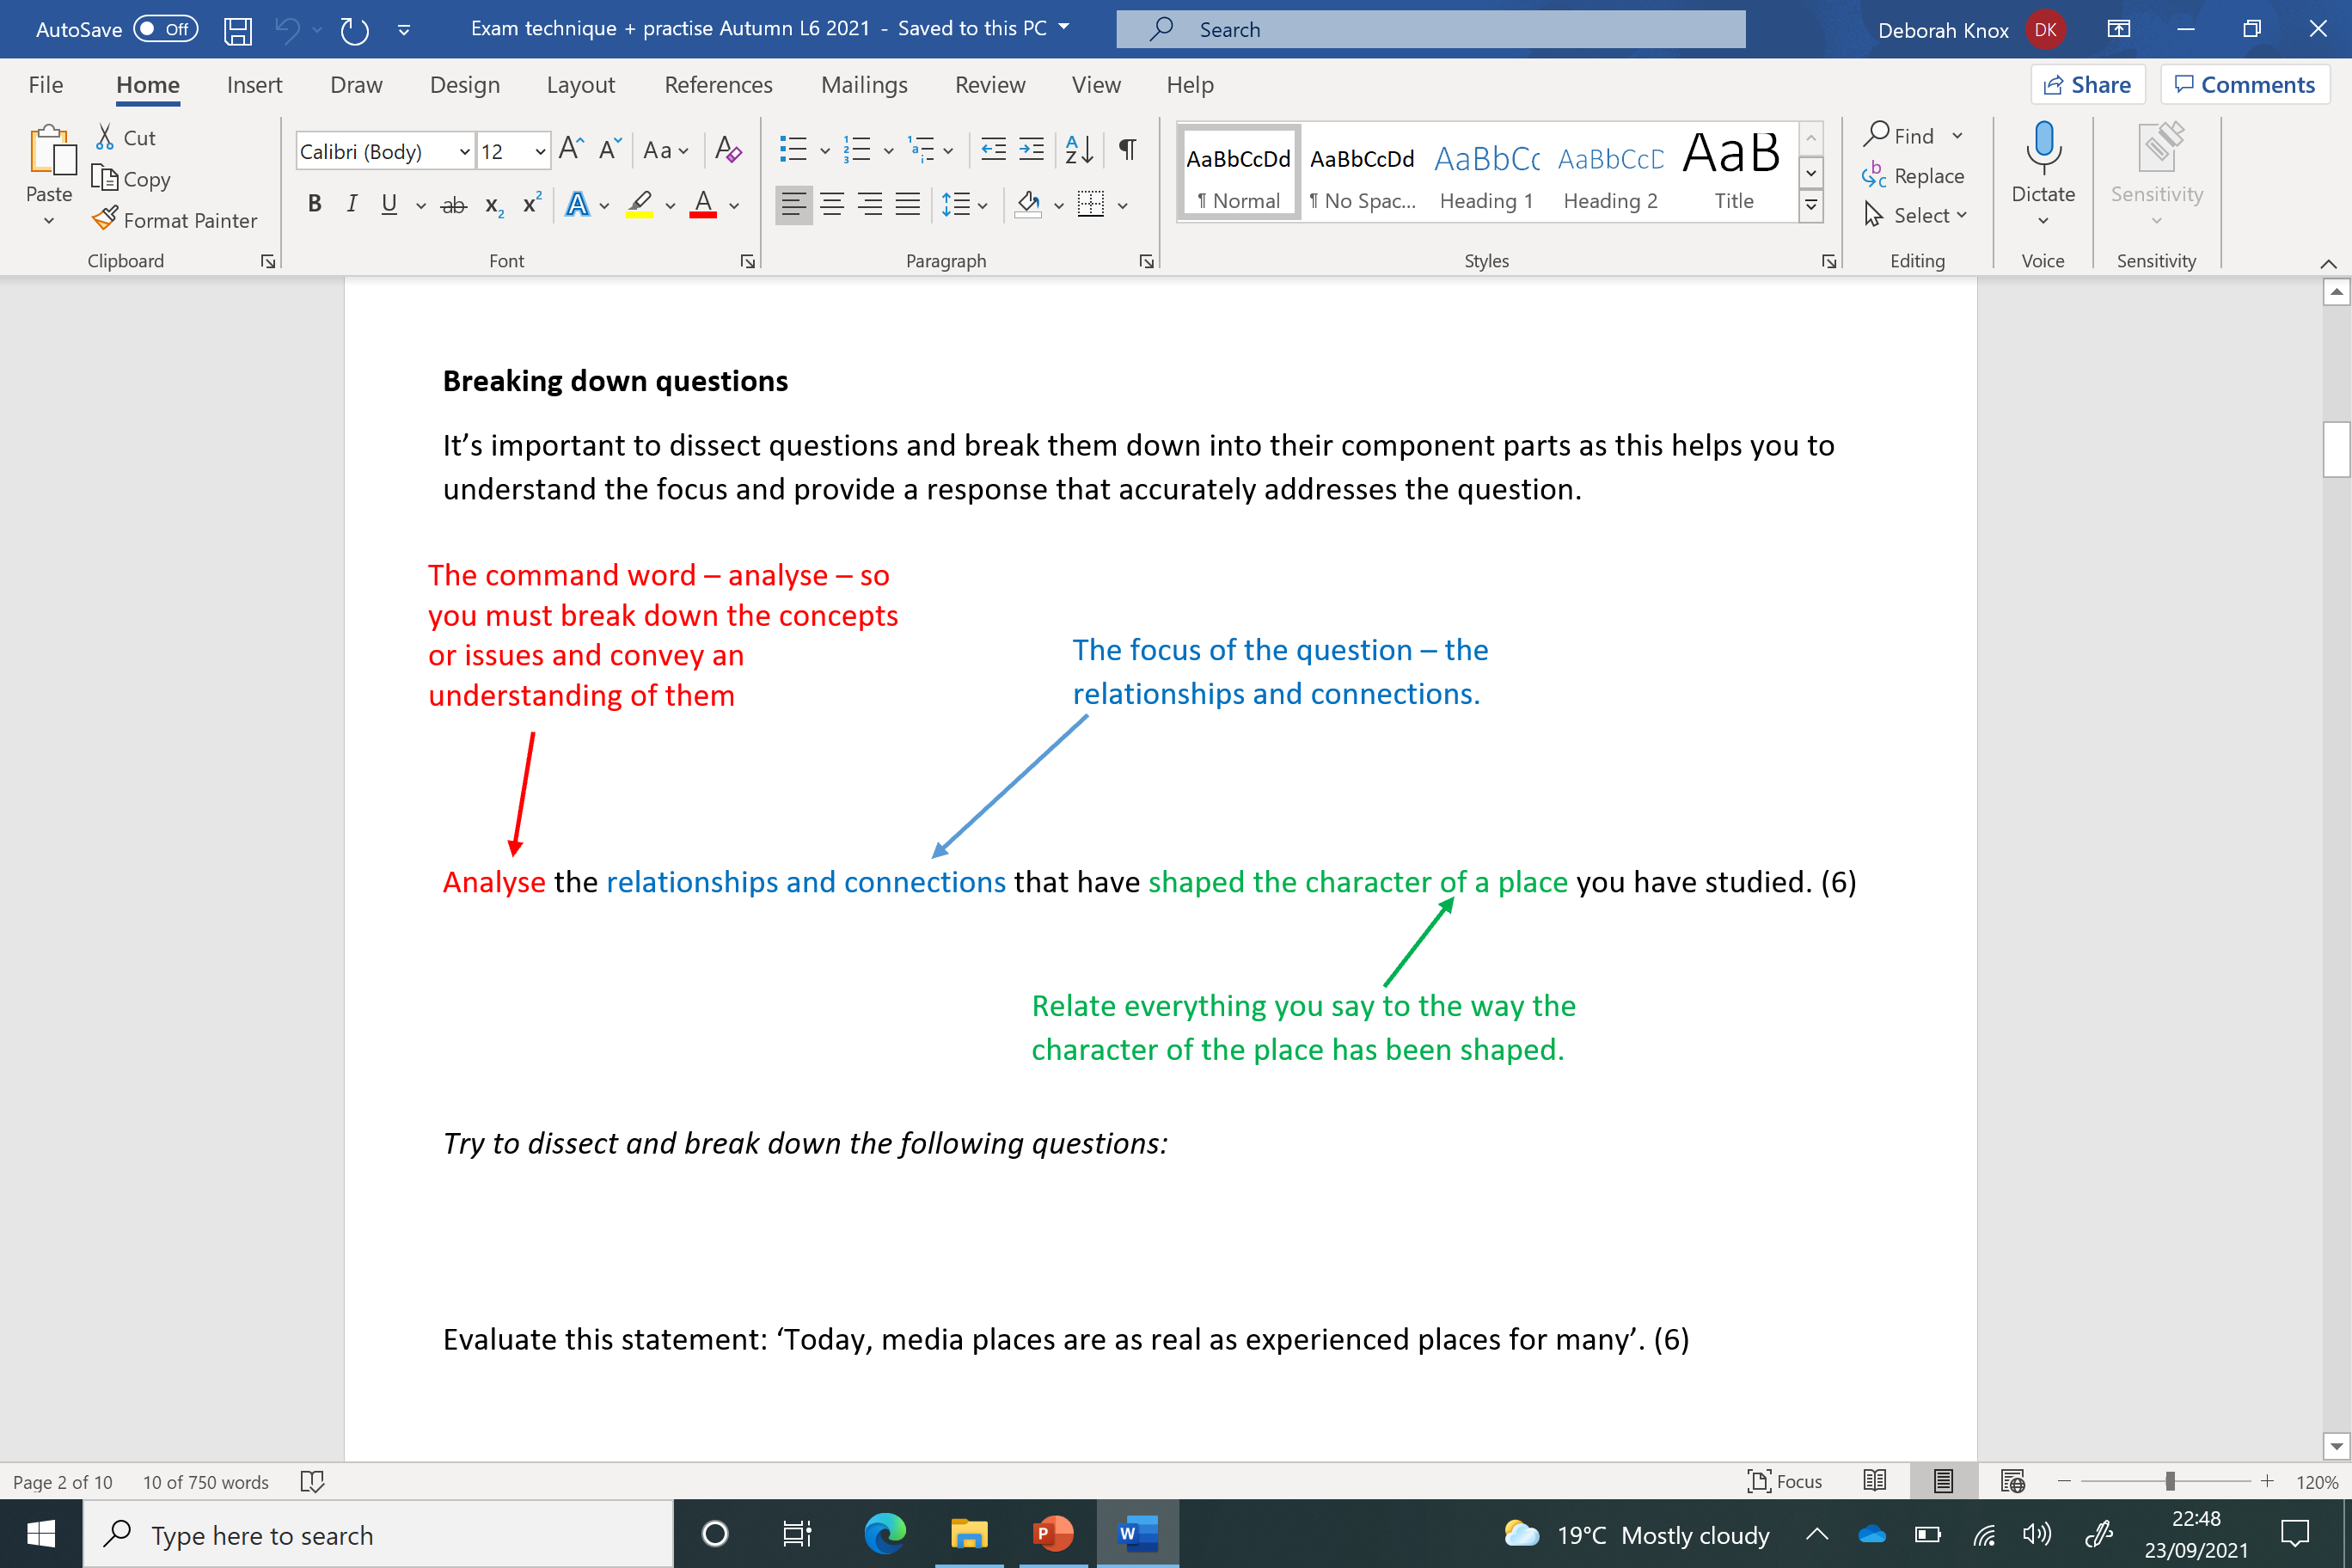 AutoSave Off Exam technique + practise Autumn L6 2021 - Saved to this PC Search Deborah Knox DK
File Home Insert Draw Design Layout References Mailings Review View Help Share Comments
Paste Cut Copy Format Painter
Calibri (Body) 12 Aa
B I U ab x2 x2 A A
AaBbCcDd AaBbCcDd AaBbCc AaBbCcD AaB
¶ Normal ¶ No Spac... Heading 1 Heading 2 Title
Find Replace Select Dictate Sensitivity
Clipboard Font Paragraph Styles Editing Voice Sensitivity
Breaking down questions
It’s important to dissect questions and break them down into their component parts as this helps you to
understand the focus and provide a response that accurately addresses the question.
The command word – analyse – so
you must break down the concepts
or issues and convey an
understanding of them
The focus of the question – the
relationships and connections.
Analyse the relationships and connections that have shaped the character of a place you have studied. (6)
Relate everything you say to the way the
character of the place has been shaped.
Try to dissect and break down the following questions:
Evaluate this statement: ‘Today, media places are as real as experienced places for many’. (6)
Page 2 of 10 10 of 750 words Focus 120%
Type here to search 19°C Mostly cloudy 22:48
23/09/2021